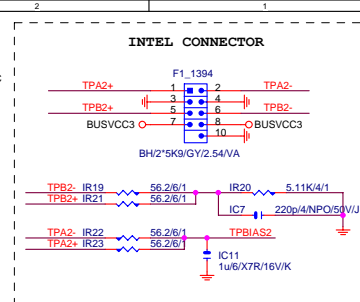 2 1
INTEL CONNECTOR
F1_1394
TPA2+ 1 2 TPA2-
3 4
TPB2+ 5 6 TPB2-
BUSVCC3 7 8 BUSVCC3
10
BH/2*5K9/GY/2.54/VA
TPB2- IR19 56.2/6/1 IR20 5.11K/4/1
TPB2+ IR21 56.2/6/1
IC7 220p/4/NPO/50V/J
TPA2- IR22 56.2/6/1 TPBIAS2
TPA2+ IR23 56.2/6/1
IC11
1u/6/X7R/16V/K